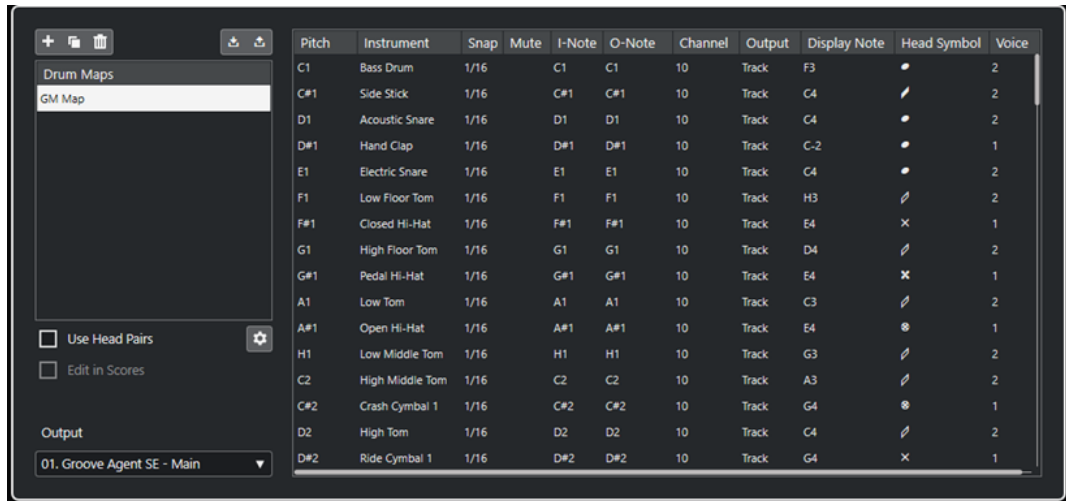 Pitch Instrument Snap Mute I-Note O-Note Channel Output Display Note Head Symbol Voice
Drum Maps
GM Map
C1 Bass Drum 1/16 C1 C1 10 Track F3 2
C#1 Side Stick 1/16 C#1 C#1 10 Track C4 2
D1 Acoustic Snare 1/16 D1 D1 10 Track C4 2
D#1 Hand Clap 1/16 D#1 D#1 10 Track C-2 1
E1 Electric Snare 1/16 E1 E1 10 Track C4 2
F1 Low Floor Tom 1/16 F1 F1 10 Track H3 2
F#1 Closed Hi-Hat 1/16 F#1 F#1 10 Track E4 1
G1 High Floor Tom 1/16 G1 G1 10 Track D4 2
G#1 Pedal Hi-Hat 1/16 G#1 G#1 10 Track E4 1
A1 Low Tom 1/16 A1 A1 10 Track C3 2
A#1 Open Hi-Hat 1/16 A#1 A#1 10 Track E4 1
H1 Low Middle Tom 1/16 H1 H1 10 Track G3 2
C2 High Middle Tom 1/16 C2 C2 10 Track A3 2
C#2 Crash Cymbal 1 1/16 C#2 C#2 10 Track G4 1
D2 High Tom 1/16 D2 D2 10 Track C4 2
D#2 Ride Cymbal 1 1/16 D#2 D#2 10 Track G4 1
Use Head Pairs
Edit in Scores
Output
01. Groove Agent SE - Main